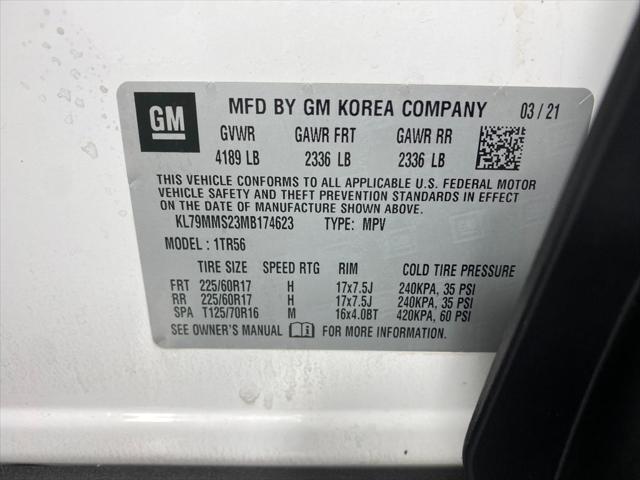 GM MFD BY GM KOREA COMPANY 03 / 21
GVWR GAWR FRT GAWR RR
4189 LB 2336 LB 2336 LB
THIS VEHICLE CONFORMS TO ALL APPLICABLE U.S. FEDERAL MOTOR
VEHICLE SAFETY AND THEFT PREVENTION STANDARDS IN EFFECT
ON THE DATE OF MANUFACTURE SHOWN ABOVE.
KL79MMS23MB174623 TYPE: MPV
MODEL : 1TR56
TIRE SIZE SPEED RTG RIM COLD TIRE PRESSURE
FRT 225/60R17 H 17x7.5J 240KPA, 35 PSI
RR 225/60R17 H 17x7.5J 240KPA, 35 PSI
SPA T125/70R16 M 16x4.0BT 420KPA, 60 PSI
SEE OWNER'S MANUAL FOR MORE INFORMATION.